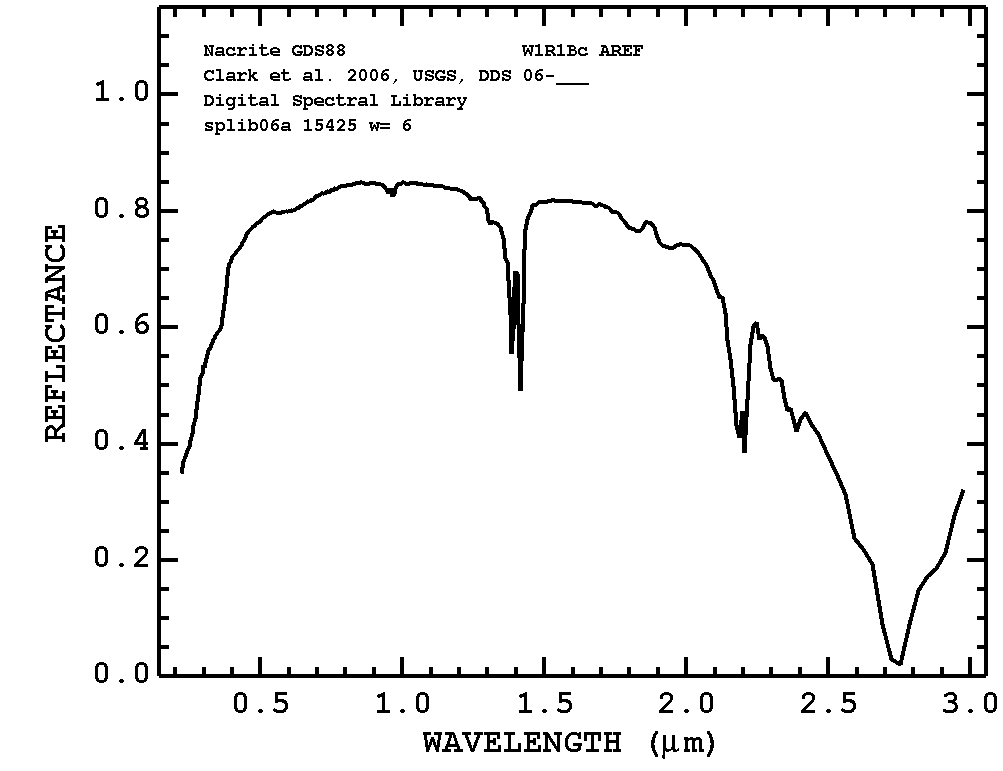 Nacrite GDS88 W1R1Bc AREF
Clark et al. 2006, USGS, DDS 06-___
Digital Spectral Library
splib06a 15425 w= 6
1.0
0.8
0.6
0.4
0.2
0.0
REFLECTANCE
0.5 1.0 1.5 2.0 2.5 3.0
WAVELENGTH (μm)